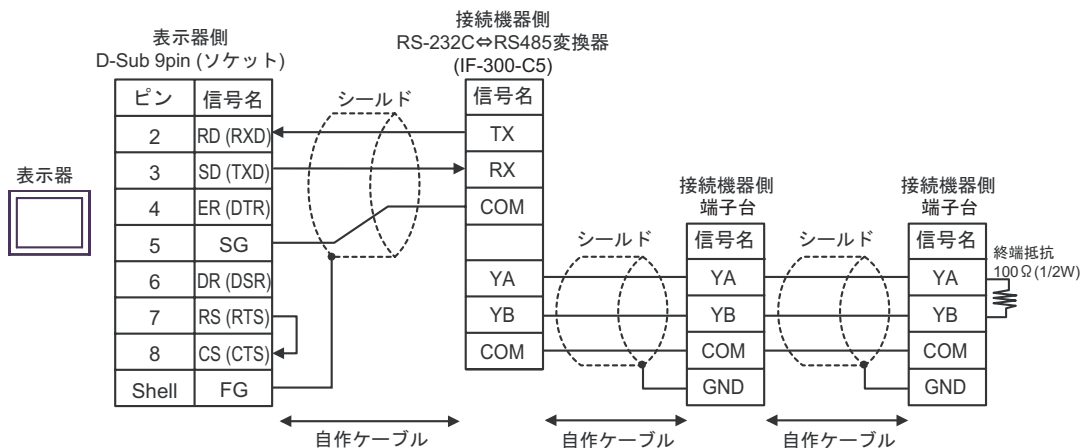 表示器
表示器側
D-Sub 9pin (ソケット)
ピン 信号名
2 RD (RXD)
3 SD (TXD)
4 ER (DTR)
5 SG
6 DR (DSR)
7 RS (RTS)
8 CS (CTS)
Shell FG
シールド
自作ケーブル
接続機器側
RS-232C⇔RS485変換器
(IF-300-C5)
信号名
TX
RX
COM
YA
YB
COM
シールド
自作ケーブル
接続機器側
端子台
信号名
YA
YB
COM
GND
シールド
自作ケーブル
接続機器側
端子台
信号名
YA
YB
COM
GND
終端抵抗
100Ω(1/2W)